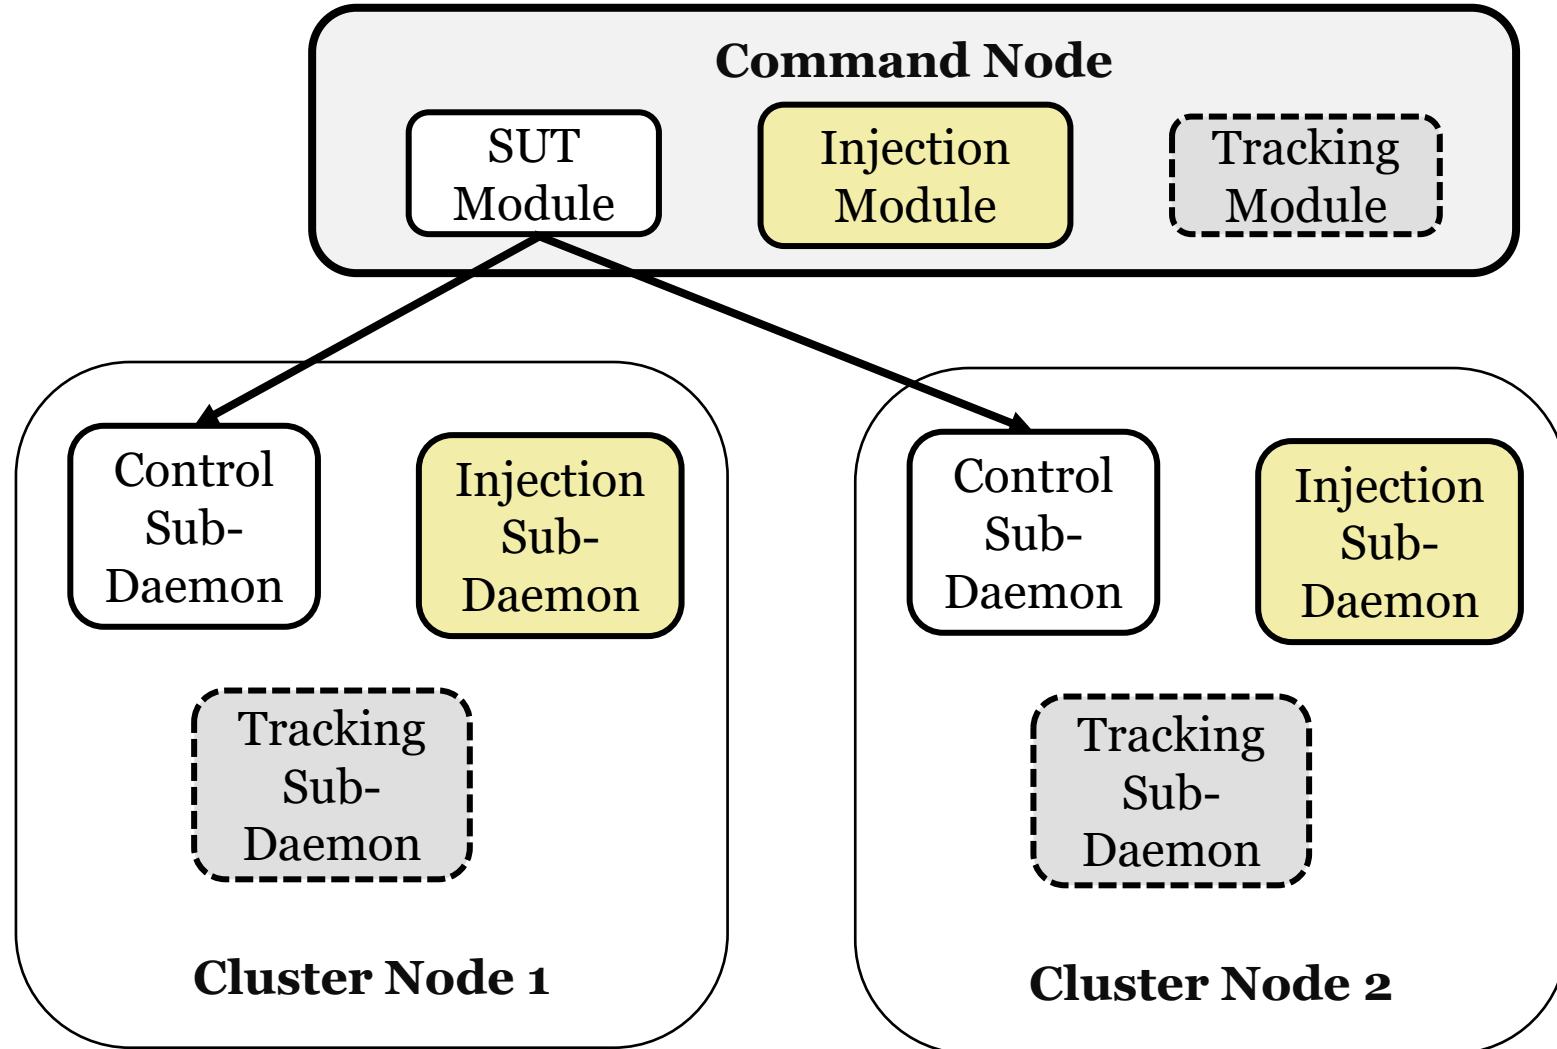 Command Node
SUT
Module
Injection
Module
Tracking
Module
Control
Sub-
Daemon
Injection
Sub-
Daemon
Tracking
Sub-
Daemon
Cluster Node 1
Control
Sub-
Daemon
Injection
Sub-
Daemon
Tracking
Sub-
Daemon
Cluster Node 2